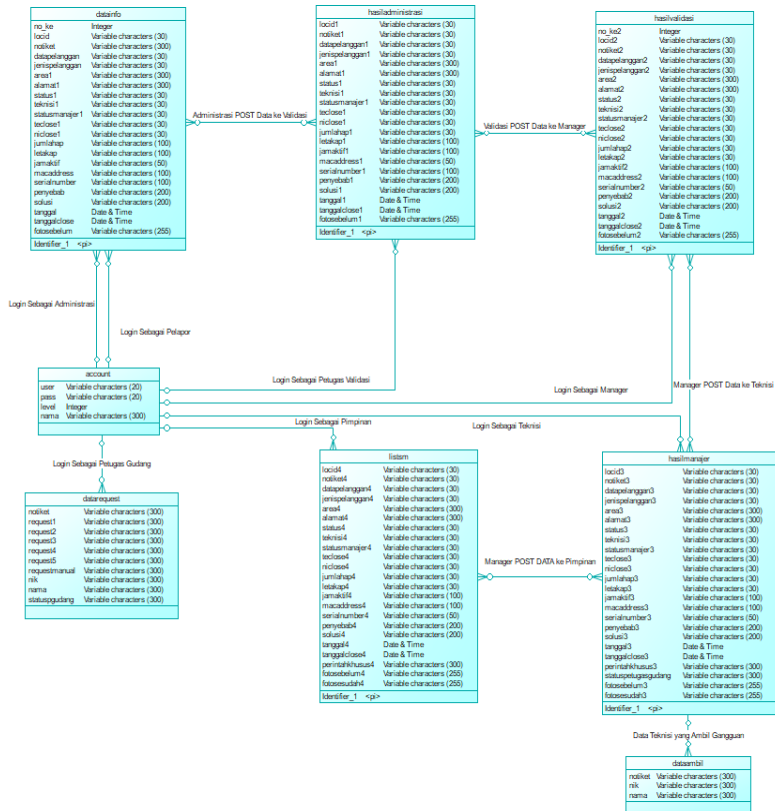 datainfo
no_ke Integer
locid Variable characters (30)
notiket Variable characters (300)
datapelanggan Variable characters (30)
jenispelanggan Variable characters (30)
area1 Variable characters (300)
alamat1 Variable characters (300)
status1 Variable characters (30)
teknisi1 Variable characters (30)
statusmanajer1 Variable characters (30)
teclose1 Variable characters (30)
niclose1 Variable characters (30)
jumlahap Variable characters (100)
letakap Variable characters (100)
jamaktif Variable characters (50)
macaddress Variable characters (100)
serialnumber Variable characters (100)
penyebab Variable characters (200)
solusi Variable characters (200)
tanggal Date & Time
tanggalclose Date & Time
fotosebelum Variable characters (255)
Identifier_1 <pi>
hasiladministrasi
locid1 Variable characters (30)
notiket1 Variable characters (30)
datapelanggan1 Variable characters (30)
jenispelanggan1 Variable characters (30)
area1 Variable characters (300)
alamat1 Variable characters (300)
status1 Variable characters (30)
teknisi1 Variable characters (30)
statusmanajer1 Variable characters (30)
teclose1 Variable characters (30)
niclose1 Variable characters (30)
jumlahap1 Variable characters (30)
letakap1 Variable characters (100)
jamaktif1 Variable characters (100)
macaddress1 Variable characters (50)
serialnumber1 Variable characters (100)
penyebab1 Variable characters (200)
solusi1 Variable characters (200)
tanggal1 Date & Time
tanggalclose1 Date & Time
fotosebelum1 Variable characters (255)
Identifier_1 <pi>
hasilvalidasi
no_ke2 Integer
locid2 Variable characters (30)
notiket2 Variable characters (30)
datapelanggan2 Variable characters (30)
jenispelanggan2 Variable characters (30)
area2 Variable characters (300)
alamat2 Variable characters (300)
status2 Variable characters (30)
teknisi2 Variable characters (30)
statusmanajer2 Variable characters (30)
teclose2 Variable characters (30)
niclose2 Variable characters (30)
jumlahap2 Variable characters (30)
letakap2 Variable characters (30)
jamaktif2 Variable characters (100)
macaddress2 Variable characters (100)
serialnumber2 Variable characters (50)
penyebab2 Variable characters (200)
solusi2 Variable characters (200)
tanggal2 Date & Time
tanggalclose2 Date & Time
fotosebelum2 Variable characters (255)
Identifier_1 <pi>
Administrasi POST Data ke Validasi
Validasi POST Data ke Manager
Login Sebagai Administrasi
Login Sebagai Pelapor
Login Sebagai Petugas Validasi
Login Sebagai Manager
Manager POST Data ke Teknisi
Login Sebagai Pimpinan
Login Sebagai Teknisi
account
user Variable characters (20)
pass Variable characters (20)
level Integer
nama Variable characters (300)
Login Sebagai Petugas Gudang
datarequest
notiket Variable characters (300)
request1 Variable characters (300)
request2 Variable characters (300)
request3 Variable characters (300)
request4 Variable characters (300)
request5 Variable characters (300)
requestmanual Variable characters (300)
nik Variable characters (300)
nama Variable characters (300)
statuspgudang Variable characters (300)
listsm
locid4 Variable characters (30)
notiket4 Variable characters (30)
datapelanggan4 Variable characters (30)
jenispelanggan4 Variable characters (30)
area4 Variable characters (300)
alamat4 Variable characters (300)
status4 Variable characters (30)
teknisi4 Variable characters (30)
statusmanajer4 Variable characters (30)
teclose4 Variable characters (30)
niclose4 Variable characters (30)
jumlahap4 Variable characters (30)
letakap4 Variable characters (30)
jamaktif4 Variable characters (100)
macaddress4 Variable characters (100)
serialnumber4 Variable characters (50)
penyebab4 Variable characters (200)
solusi4 Variable characters (200)
tanggal4 Date & Time
tanggalclose4 Date & Time
perintahkhusus4 Variable characters (300)
fotosebelum4 Variable characters (255)
fotosesudah4 Variable characters (255)
Identifier_1 <pi>
Manager POST DATA ke Pimpinan
hasilmanajer
locid3 Variable characters (30)
notiket3 Variable characters (30)
datapelanggan3 Variable characters (30)
jenispelanggan3 Variable characters (30)
area3 Variable characters (300)
alamat3 Variable characters (300)
status3 Variable characters (30)
teknisi3 Variable characters (30)
statusmanajer3 Variable characters (30)
teclose3 Variable characters (30)
niclose3 Variable characters (30)
jumlahap3 Variable characters (30)
letakap3 Variable characters (30)
jamaktif3 Variable characters (100)
macaddress3 Variable characters (100)
serialnumber3 Variable characters (50)
penyebab3 Variable characters (200)
solusi3 Variable characters (200)
tanggal3 Date & Time
tanggalclose3 Date & Time
perintahkhusus3 Variable characters (300)
statuspetugasgudang Variable characters (300)
fotosebelum3 Variable characters (255)
fotosesudah3 Variable characters (255)
Identifier_1 <pi>
Data Teknisi yang Ambil Gangguan
dataambil
notiket Variable characters (300)
nik Variable characters (300)
nama Variable characters (300)